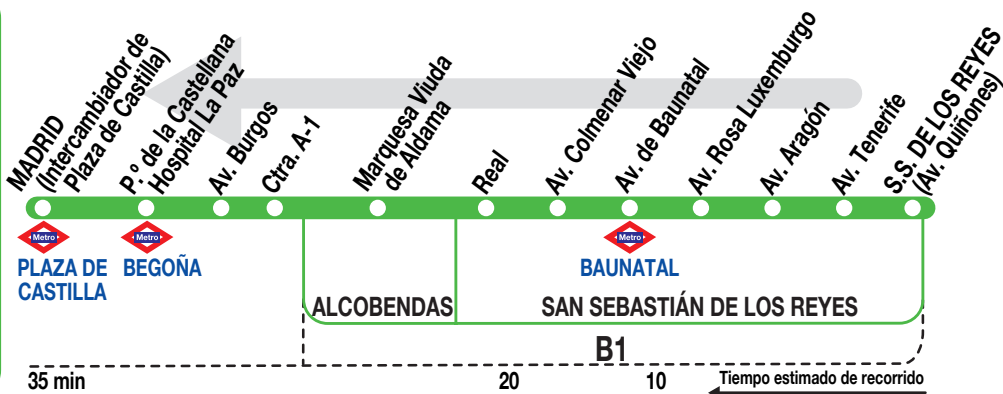 MADRID
(Intercambiador de
Plaza de Castilla)
P.º de la Castellana
Hospital La Paz
Av. Burgos
Ctra. A-1
Marquesa Viuda
de Aldama
Real
Av. Colmenar Viejo
Av. de Baunatal
Av. Rosa Luxemburgo
Av. Aragón
Av. Tenerife
S.S. DE LOS REYES
(Av. Quiñones)
Metro
PLAZA DE
CASTILLA
Metro
BEGOÑA
Metro
BAUNATAL
ALCOBENDAS
SAN SEBASTIÁN DE LOS REYES
B1
35 min
20
10
Tiempo estimado de recorrido